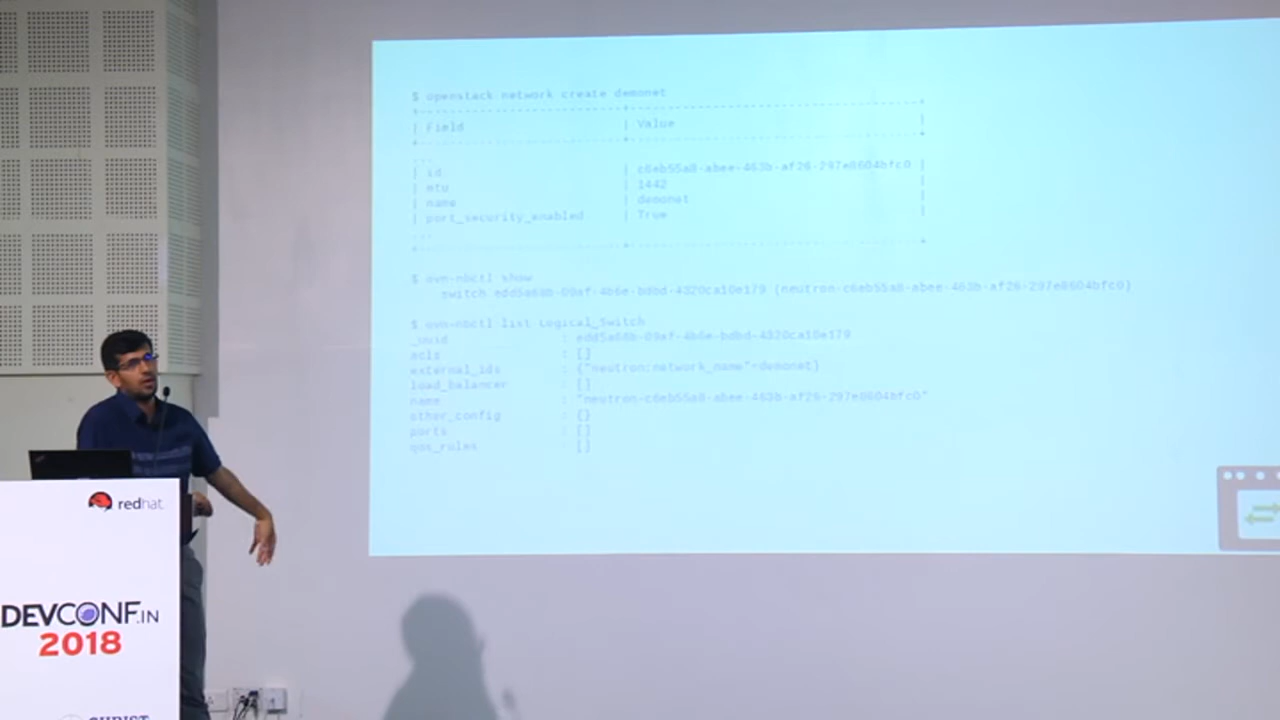 $ openstack network create demonet
| Field | Value |
...
| id | c6eb55a8-abee-463b-af26-297e8604bfc0 |
| mtu | 1442 |
| name | demonet |
| port_security_enabled | True |
...
$ ovn-nbctl show
switch edd5a66b-09af-4b6e-bdbd-4320ca10e179 (neutron-c6eb55a8-abee-463b-af26-297e8604bfc0)
$ ovn-nbctl list Logical_Switch
_uuid : edd5a66b-09af-4b6e-bdbd-4320ca10e179
acls : []
external_ids : {"neutron:network_name"=demonet}
load_balancer : []
name : "neutron-c6eb55a8-abee-463b-af26-297e8604bfc0"
other_config : {}
ports : []
qos_rules : []
redhat
DEVCONF.IN
2018
CHRIST